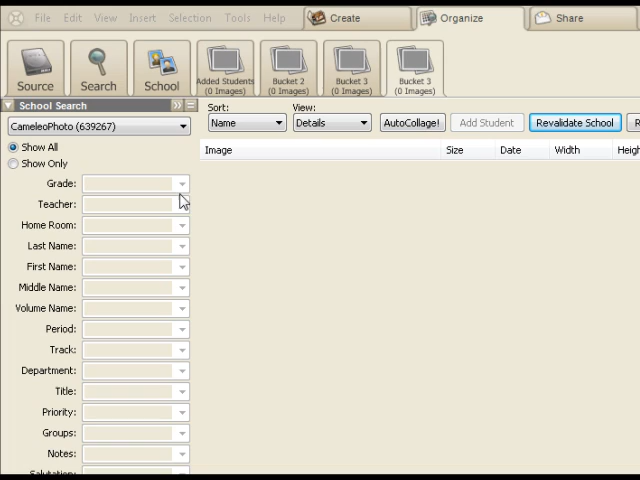 File Edit View Insert Selection Tools Help Create Organize Share
Source Search School Added Students (0 Images) Bucket 2 (0 Images) Bucket 3 (0 Images) Bucket 3 (0 Images)
School Search
Sort: View:
CameleoPhoto (639267) Name Details AutoCollage! Add Student Revalidate School R
Show All Image Size Date Width Heigh
Show Only
Grade:
Teacher:
Home Room:
Last Name:
First Name:
Middle Name:
Volume Name:
Period:
Track:
Department:
Title:
Priority:
Groups:
Notes:
Salutation: